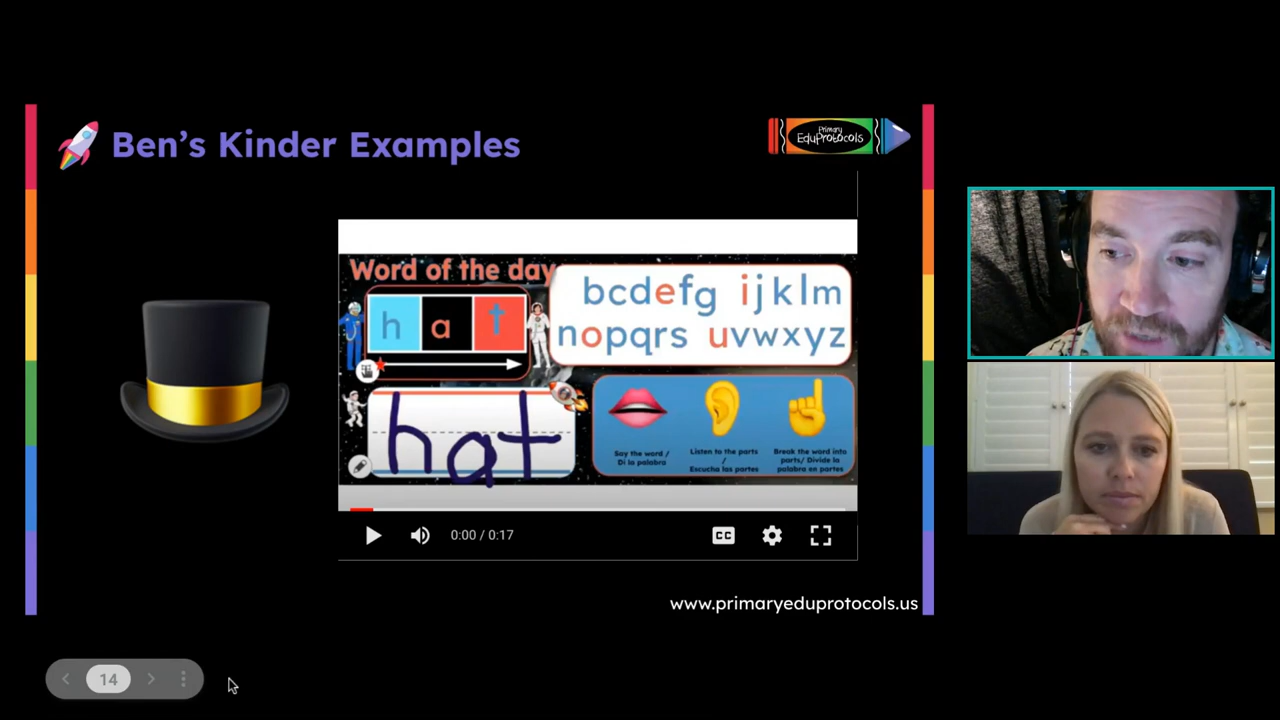 Ben's Kinder Examples
Primary
EduProtocols
Word of the day
h a t
bcdefg ijklm
nopqrs uvwxyz
hat
Say the word /
Di la palabra
Listen to the parts
/
Escucha las partes
Break the word into
parts/ Divide la
palabra en partes
0:00 / 0:17
CC
www.primaryeduprotocols.us
14